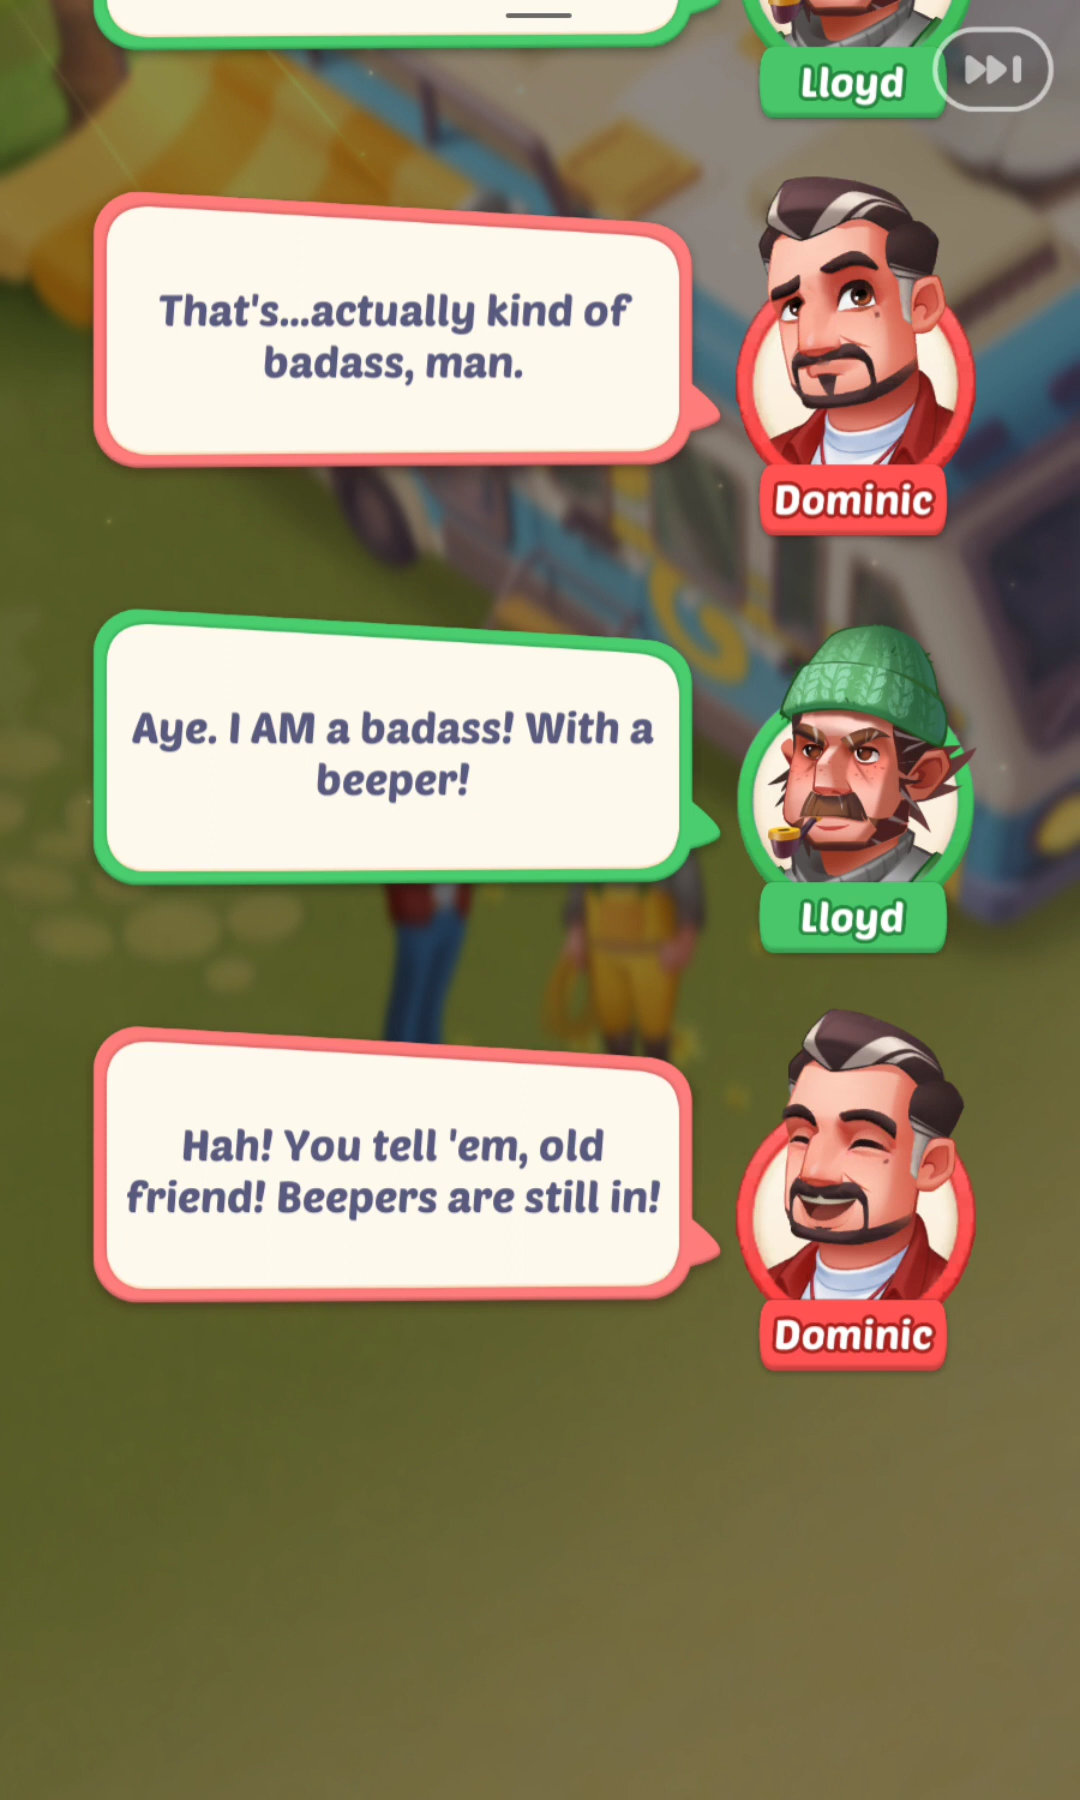 Lloyd
That's...actually kind of
badass, man.
Dominic
Aye. I AM a badass! With a
beeper!
Lloyd
Hah! You tell 'em, old
friend! Beepers are still in!
Dominic